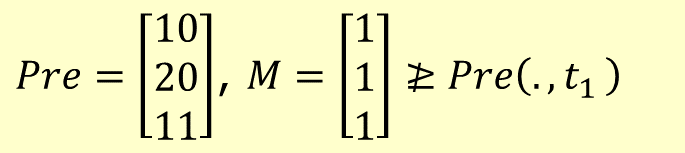 Pre = [10 20 11], M = [1 1 1] ≱ Pre(.,t₁ )